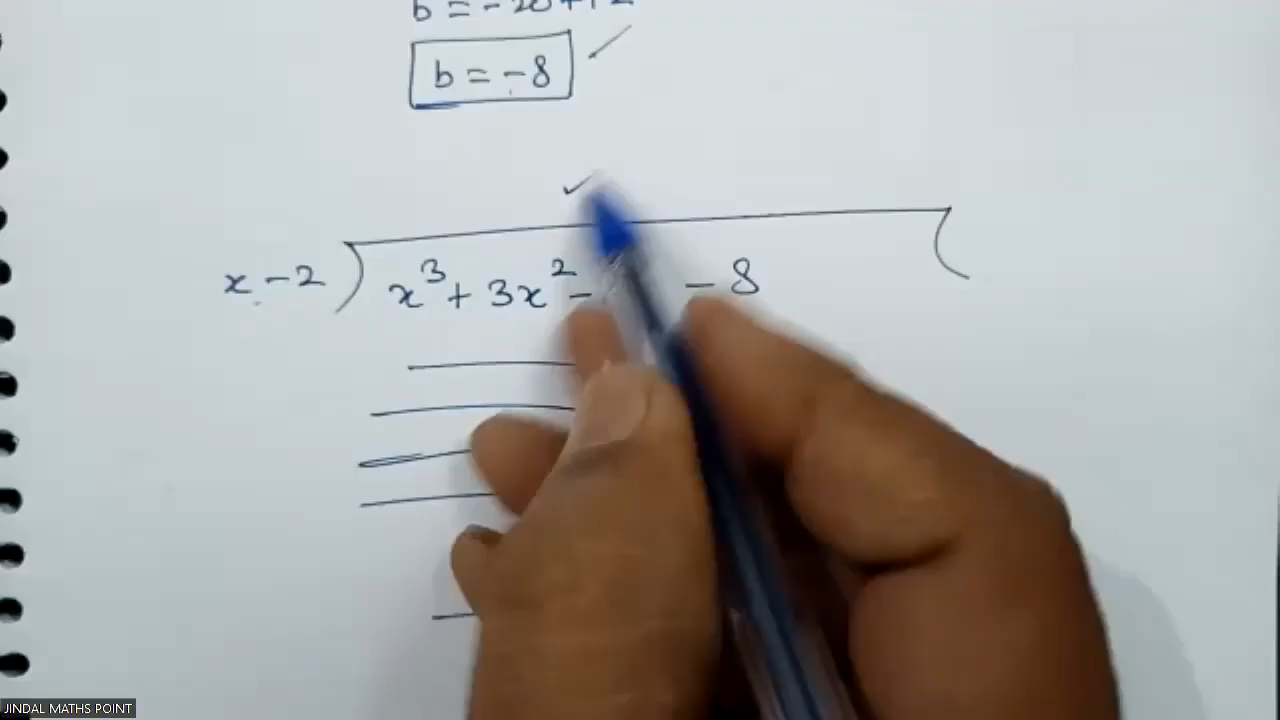 b = -8
x - 2 ) x³ + 3x² - - 8
JINDAL MATHS POINT